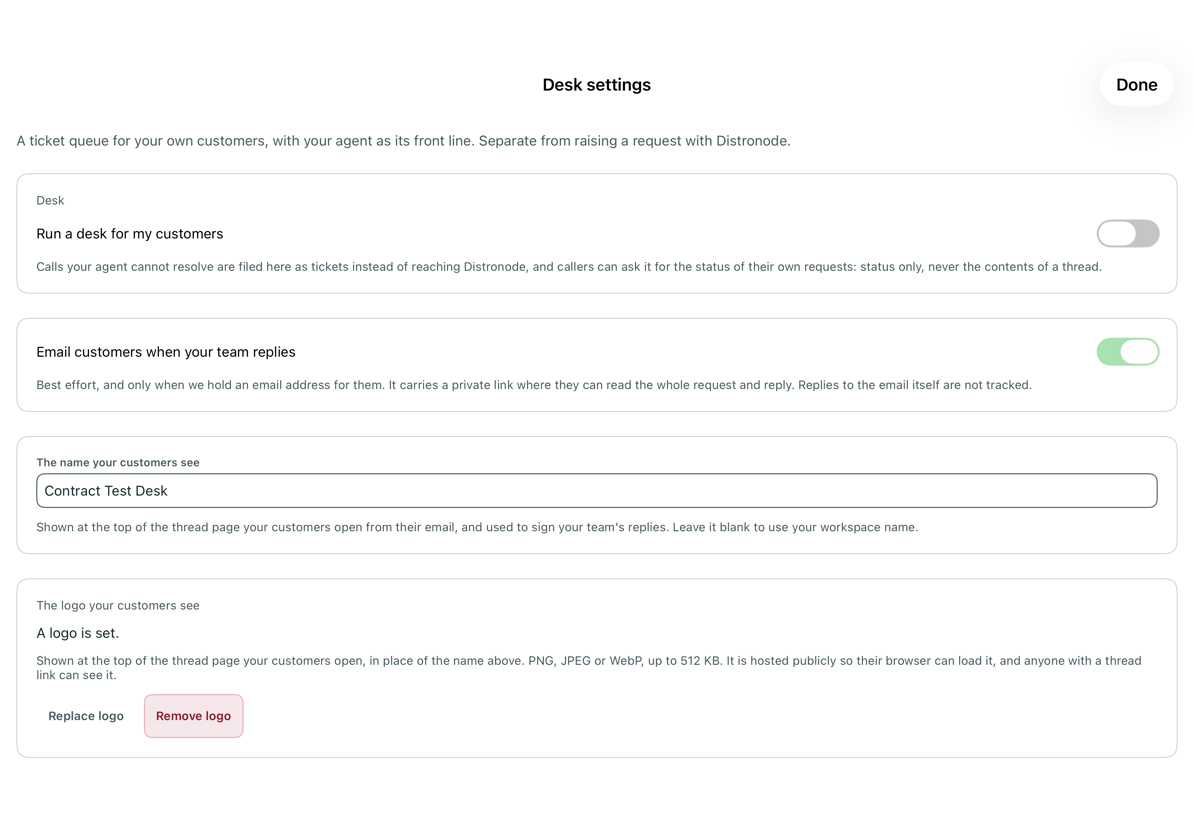 Desk settings
Done
A ticket queue for your own customers, with your agent as its front line. Separate from raising a request with Distronode.
Desk
Run a desk for my customers
Calls your agent cannot resolve are filed here as tickets instead of reaching Distronode, and callers can ask it for the status of their own requests: status only, never the contents of a thread.
Email customers when your team replies
Best effort, and only when we hold an email address for them. It carries a private link where they can read the whole request and reply. Replies to the email itself are not tracked.
The name your customers see
Contract Test Desk
Shown at the top of the thread page your customers open from their email, and used to sign your team's replies. Leave it blank to use your workspace name.
The logo your customers see
A logo is set.
Shown at the top of the thread page your customers open, in place of the name above. PNG, JPEG or WebP, up to 512 KB. It is hosted publicly so their browser can load it, and anyone with a thread
link can see it.
Replace logo
Remove logo